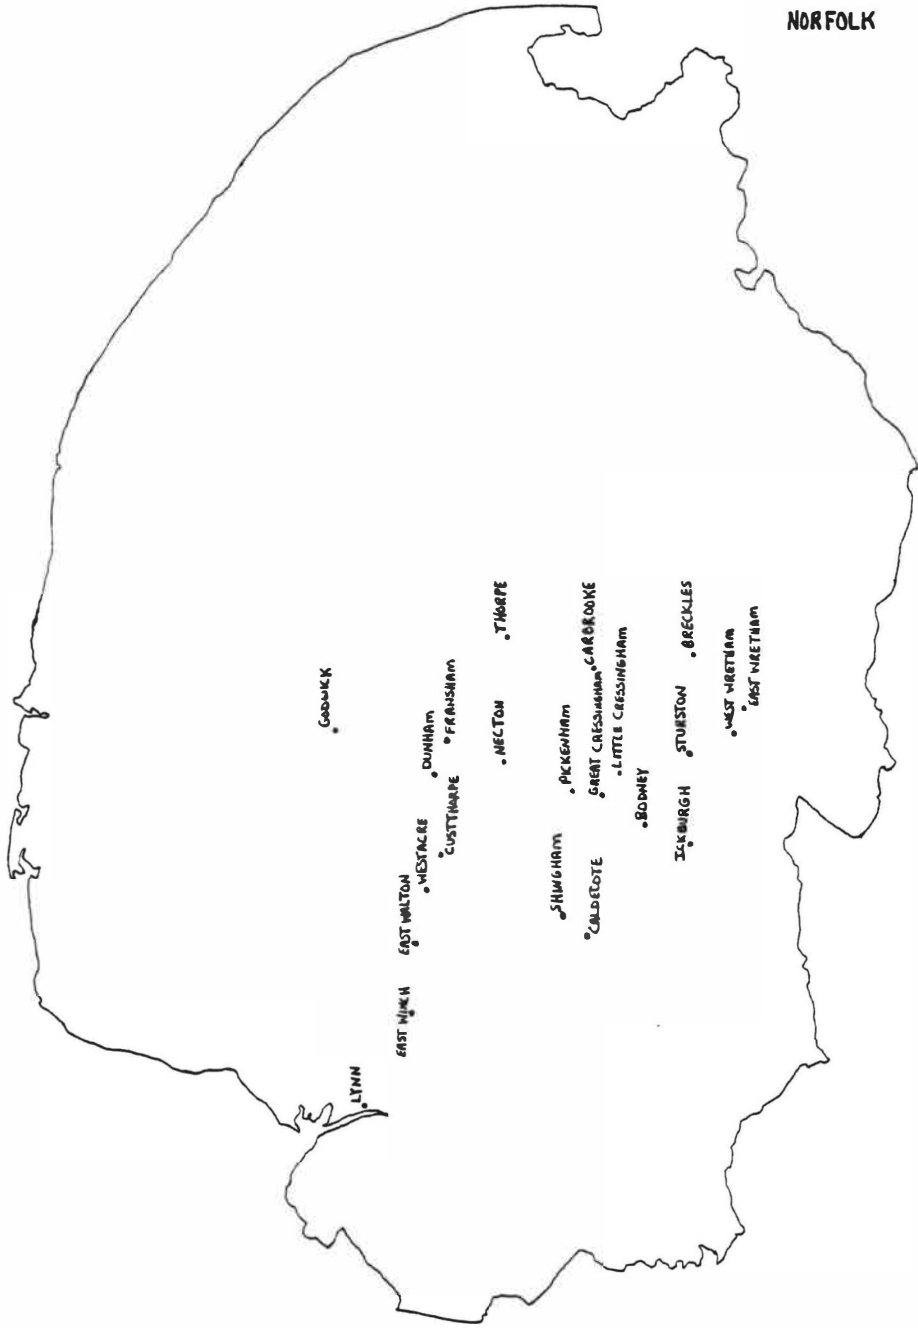 NORFOLK
GODWICK
LYNN
EAST WINCH
EAST WALTON
WESTACRE
DUNHAM
CUSTTHORPE
FRANSHAM
NECTON
THORPE
SHINGHAM
PICKENHAM
CALDECOTE
GREAT CRESSINGHAM
CARBROOKE
LITTLE CRESSINGHAM
BODNEY
ICKBURGH
STURSTON
BRECKLES
WEST WRETHAM
EAST WRETHAM